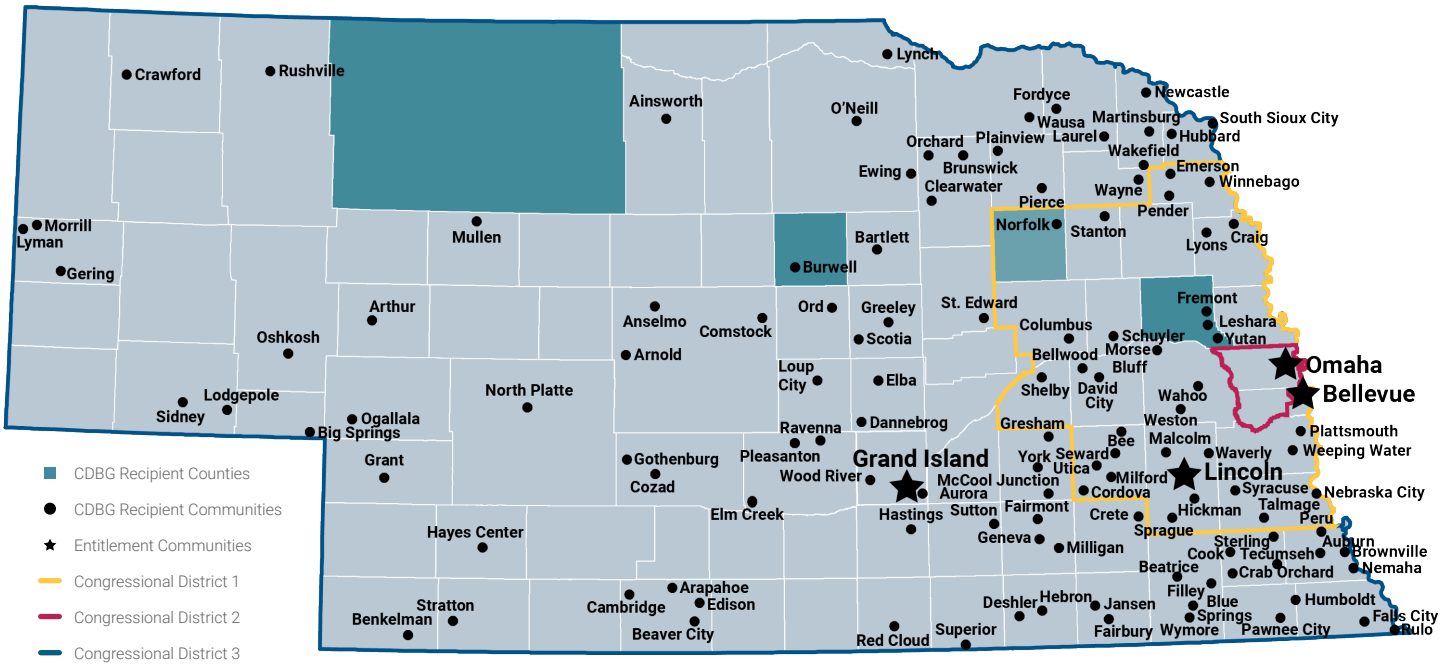 Lynch
Crawford
Rushville
Newcastle
Fordyce
Ainsworth
O'Neill
Wausa
Martinsburg
South Sioux City
Plainview
Laurel
Hubbard
Orchard
Wakefield
Brunswick
Emerson
Ewing
Winnebago
Clearwater
Wayne
Pierce
Pender
Morrill
Norfolk
Stanton
Lyman
Mullen
Bartlett
Lyons
Craig
Gering
Burwell
Fremont
Arthur
Ord
Greeley
St. Edward
Anselmo
Comstock
Columbus
Leshara
Oshkosh
Scotia
Schuyler
Yutan
Arnold
Bellwood
Morse
Bluff
Omaha
Loup
City
Elba
Shelby
David
City
Bellevue
North Platte
Lodgepole
Wahoo
Sidney
Ogallala
Dannebrog
Gresham
Weston
Big Springs
Ravenna
Bee
Malcolm
Plattsmouth
Pleasanton
Grant
Gothenburg
Grand Island
York
Seward
Waverly
Weeping Water
Utica
Wood River
McCool Junction
Milford
Lincoln
Cozad
Aurora
Cordova
Syracuse
Nebraska City
Elm Creek
Hastings
Sutton
Fairmont
Crete
Hickman
Talmage
Sprague
Peru
Hayes Center
Geneva
Milligan
Sterling
Auburn
Cook
Tecumseh
Brownville
Beatrice
Crab Orchard
Nemaha
Arapahoe
Filley
Cambridge
Edison
Deshler
Hebron
Jansen
Blue
Springs
Humboldt
Stratton
Benkelman
Beaver City
Fairbury
Wymore
Pawnee City
Falls City
Red Cloud
Superior
Rulo
CDBG Recipient Counties
CDBG Recipient Communities
Entitlement Communities
Congressional District 1
Congressional District 2
Congressional District 3